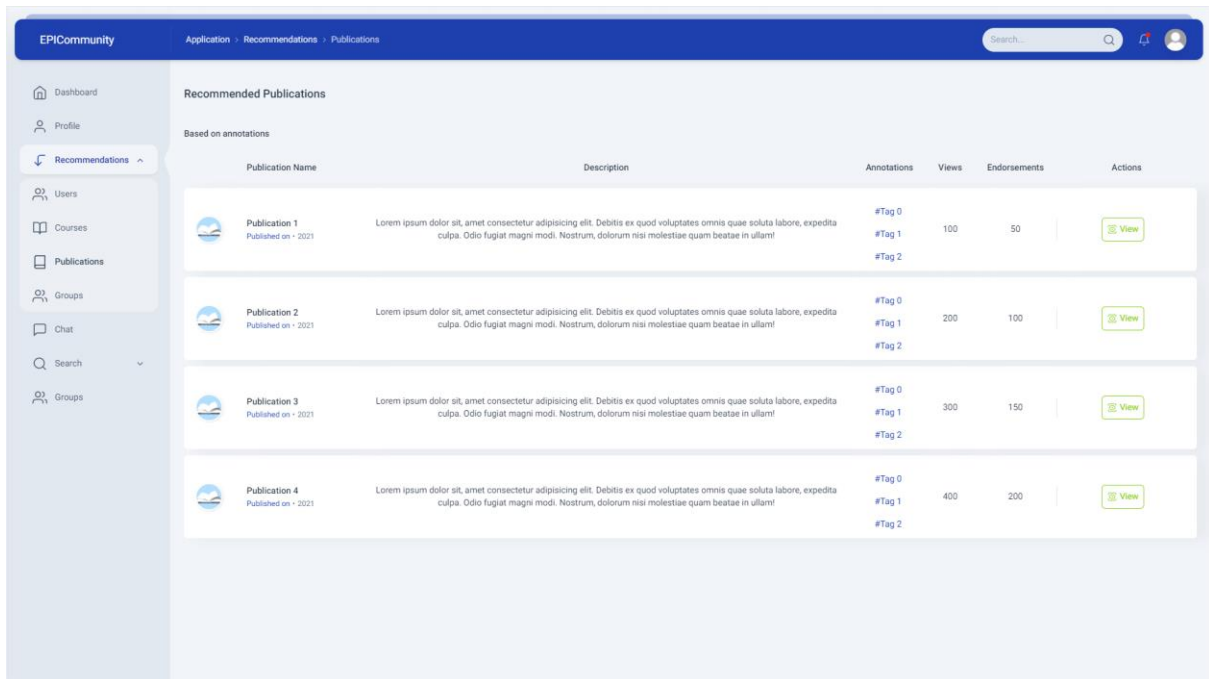 EPICommunity
Application > Recommendations > Publications
Search...
Dashboard
Profile
Recommendations
Users
Courses
Publications
Groups
Chat
Search
Groups
Recommended Publications
Based on annotations
Publication Name Description Annotations Views Endorsements Actions
Publication 1
Published on • 2021
Lorem ipsum dolor sit, amet consectetur adipisicing elit. Debitis ex quod voluptates omnis quae soluta labore, expedita
culpa. Odio fugiat magni modi. Nostrum, dolorum nisi molestiae quam beatae in ullam!
#Tag 0
#Tag 1
#Tag 2
100
50
View
Publication 2
Published on • 2021
Lorem ipsum dolor sit, amet consectetur adipisicing elit. Debitis ex quod voluptates omnis quae soluta labore, expedita
culpa. Odio fugiat magni modi. Nostrum, dolorum nisi molestiae quam beatae in ullam!
#Tag 0
#Tag 1
#Tag 2
200
100
View
Publication 3
Published on • 2021
Lorem ipsum dolor sit, amet consectetur adipisicing elit. Debitis ex quod voluptates omnis quae soluta labore, expedita
culpa. Odio fugiat magni modi. Nostrum, dolorum nisi molestiae quam beatae in ullam!
#Tag 0
#Tag 1
#Tag 2
300
150
View
Publication 4
Published on • 2021
Lorem ipsum dolor sit, amet consectetur adipisicing elit. Debitis ex quod voluptates omnis quae soluta labore, expedita
culpa. Odio fugiat magni modi. Nostrum, dolorum nisi molestiae quam beatae in ullam!
#Tag 0
#Tag 1
#Tag 2
400
200
View